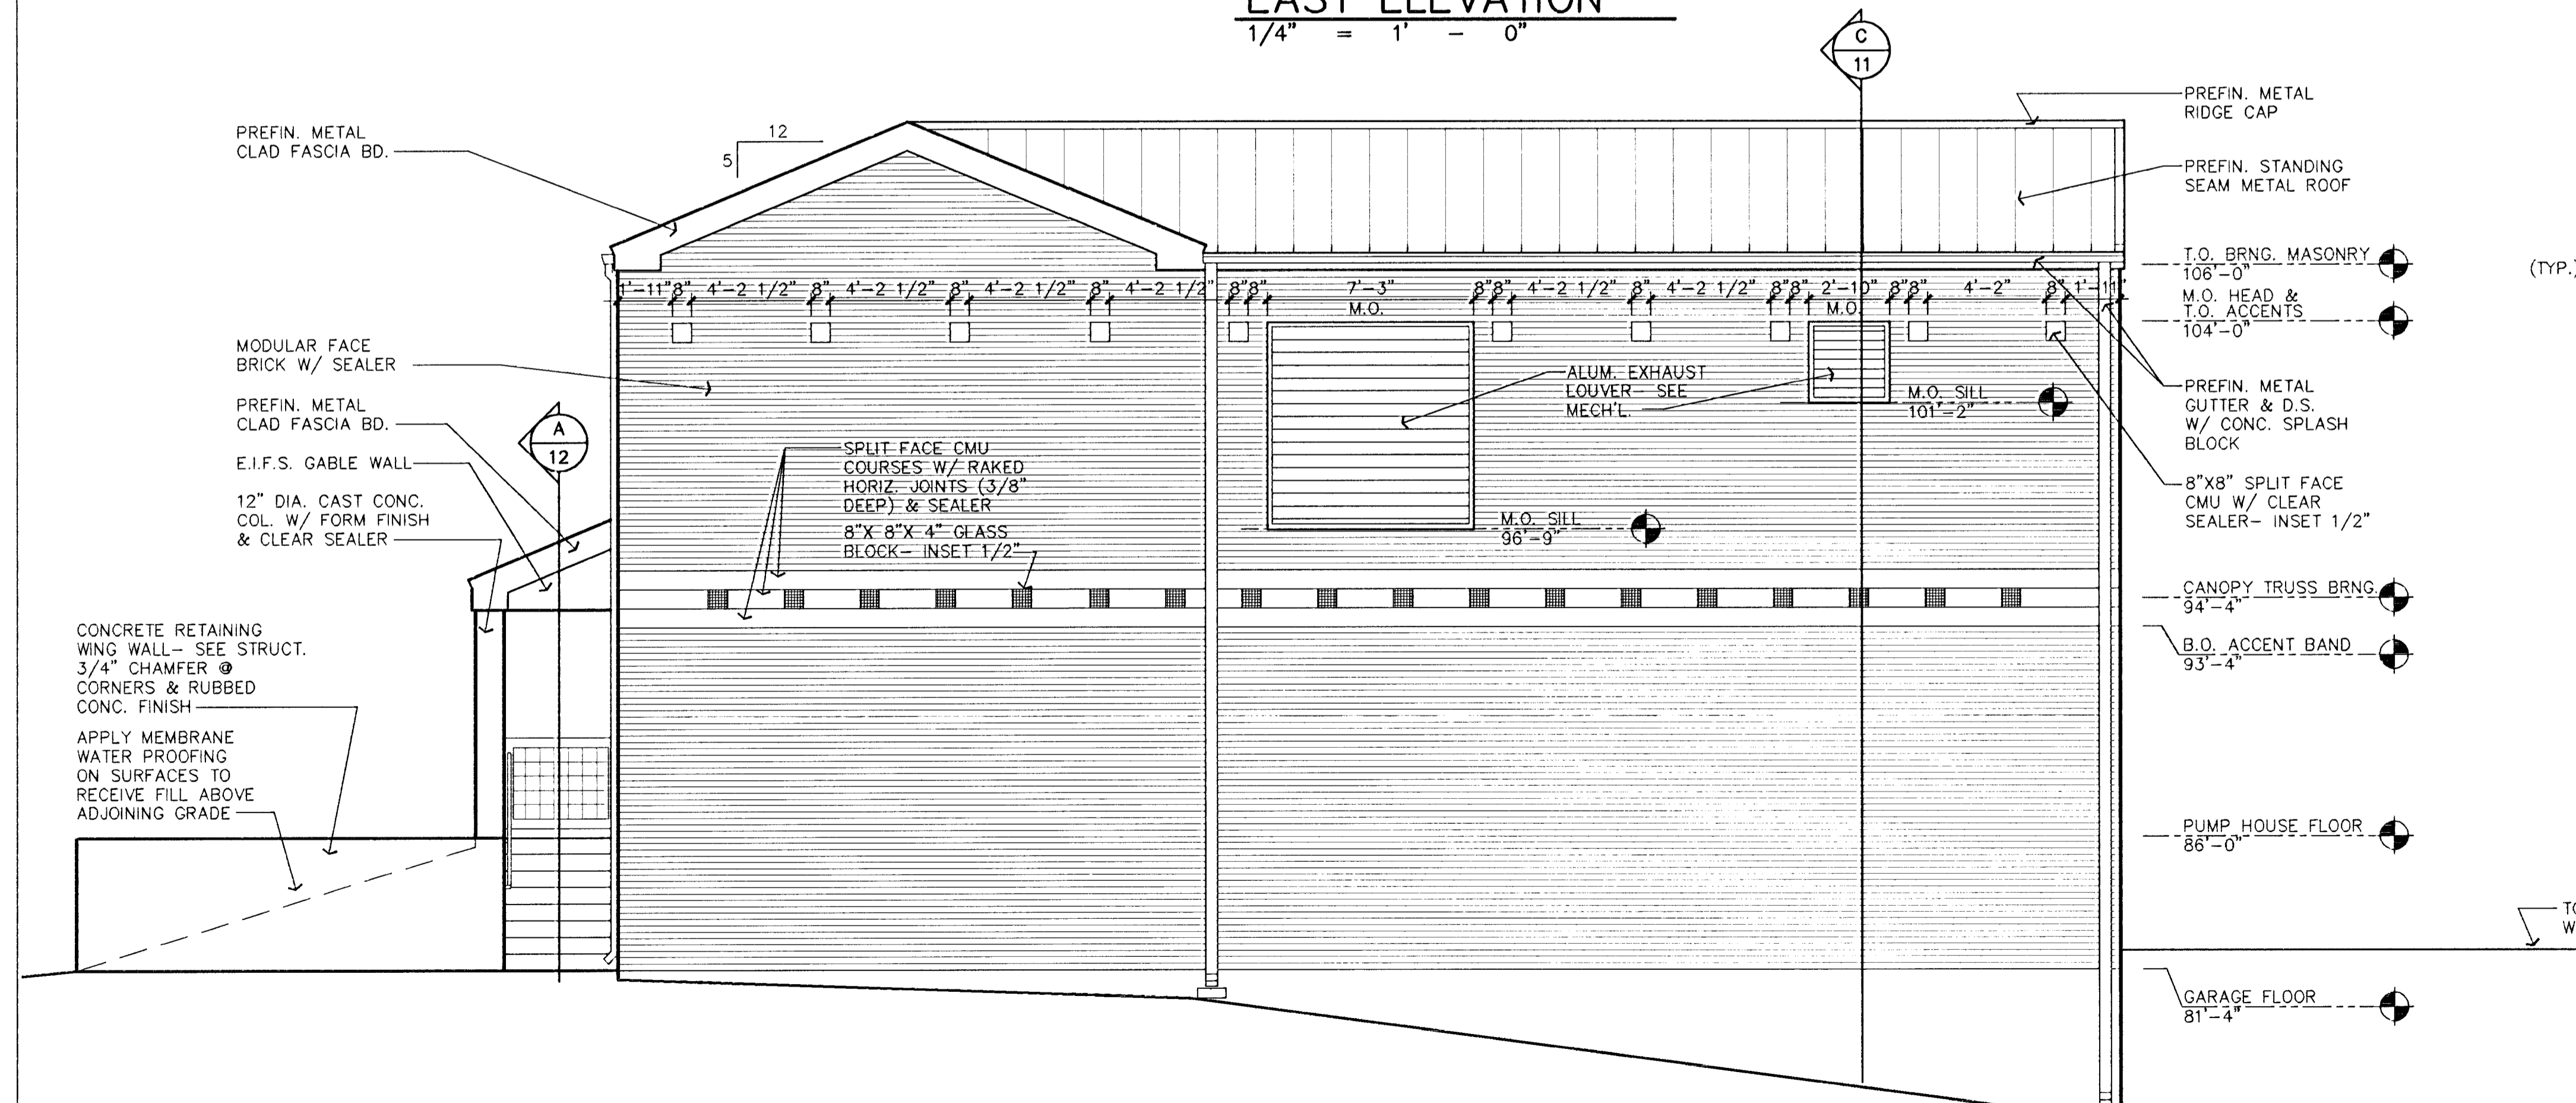 EAST ELEVATION
1/4" = 1' - 0"
C
11
PREFIN. METAL
RIDGE CAP
PREFIN. METAL
CLAD FASCIA BD.
12
5
PREFIN. STANDING
SEAM METAL ROOF
T.O. BRNG. MASONRY
106'-0"
(TYP.)
1'-11" 8" 4'-2 1/2" 8" 4'-2 1/2" 8" 4'-2 1/2" 8" 4'-2 1/2" 8" 8" 7'-3" 8" 8" 4'-2 1/2" 8" 4'-2 1/2" 8" 8" 2'-10" 8" 8" 4'-2" 8" 1'-11"
M.O.
M.O.
M.O. HEAD &
T.O. ACCENTS
104'-0"
MODULAR FACE
BRICK W/ SEALER
ALUM. EXHAUST
LOUVER- SEE
MECH'L.
M.O. SILL
101'-2"
PREFIN. METAL
GUTTER & D.S.
W/ CONC. SPLASH
BLOCK
PREFIN. METAL
CLAD FASCIA BD.
A
12
E.I.F.S. GABLE WALL
SPLIT FACE CMU
COURSES W/ RAKED
HORIZ. JOINTS (3/8"
DEEP) & SEALER
8"X8" SPLIT FACE
CMU W/ CLEAR
SEALER- INSET 1/2"
12" DIA. CAST CONC.
COL. W/ FORM FINISH
& CLEAR SEALER
8"X 8"X 4" GLASS
BLOCK- INSET 1/2"
M.O. SILL
96'-9"
CANOPY TRUSS BRNG.
94'-4"
CONCRETE RETAINING
WING WALL- SEE STRUCT.
3/4" CHAMFER @
CORNERS & RUBBED
CONC. FINISH
B.O. ACCENT BAND
93'-4"
APPLY MEMBRANE
WATER PROOFING
ON SURFACES TO
RECEIVE FILL ABOVE
ADJOINING GRADE
PUMP HOUSE FLOOR
86'-0"
GARAGE FLOOR
81'-4"